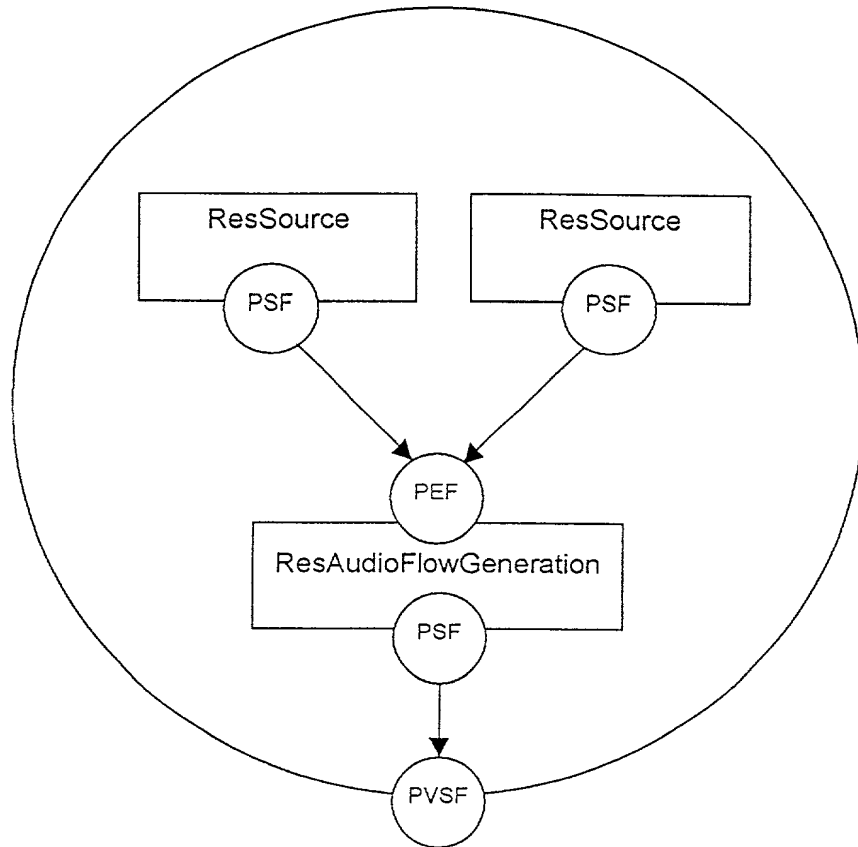 ResSource
ResSource
PSF
PSF
PEF
ResAudioFlowGeneration
PSF
PVSF